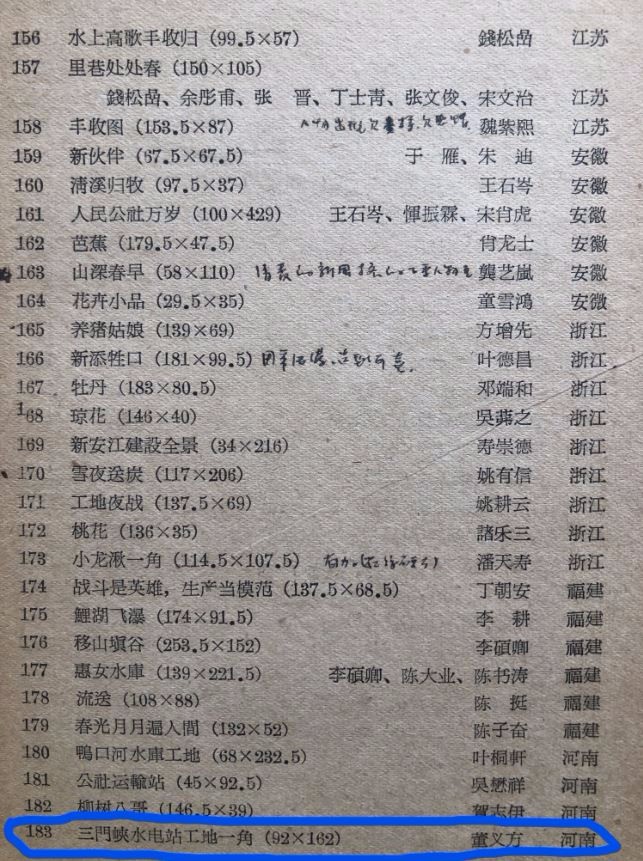 156 水上高歌丰收归 (99.5×57) 錢松嵒 江苏
157 里巷处处春 (150×105)
錢松嵒、余彤甫、张 晋、丁士青、张文俊、宋文治 江苏
158 丰收图 (153.5×87) 魏紫熙 江苏
159 新伙伴 (67.5×67.5) 于 雁、朱 迪 安徽
160 清溪归牧 (97.5×37) 王石岑 安徽
161 人民公社万岁 (100×429) 王石岑、惲振霖、宋肖虎 安徽
162 芭蕉 (179.5×47.5) 肖龙士 安徽
163 山深春早 (58×110) 龔艺嵐 安徽
164 花卉小品 (29.5×35) 童雪鴻 安徽
165 养猪姑娘 (139×69) 方增先 浙江
166 新添牲口 (181×99.5) 叶德昌 浙江
167 牡丹 (183×80.5) 邓端和 浙江
168 琼花 (146×40) 吳茀之 浙江
169 新安江建設全景 (34×216) 寿崇德 浙江
170 雪夜送炭 (117×206) 姚有信 浙江
171 工地夜战 (137.5×69) 姚耕云 浙江
172 桃花 (136×35) 諸乐三 浙江
173 小龙湫一角 (114.5×107.5) 潘天寿 浙江
174 战斗是英雄，生产当模范 (137.5×68.5) 丁朝安 福建
175 鯉湖飞瀑 (174×91.5) 李 耕 福建
176 移山塡谷 (253.5×152) 李碩卿 福建
177 惠女水庫 (139×221.5) 李碩卿、陈大业、陈书涛 福建
178 流送 (108×88) 陈 挺 福建
179 春光月月遍人間 (132×52) 陈子奋 福建
180 鴨口河水庫工地 (68×232.5) 叶桐軒 河南
181 公社运輸站 (45×92.5) 吳懋祥 河南
182 柳树八哥 (146.5×39) 賀志伊 河南
183 三門峽水电站工地一角 (92×162) 董义方 河南